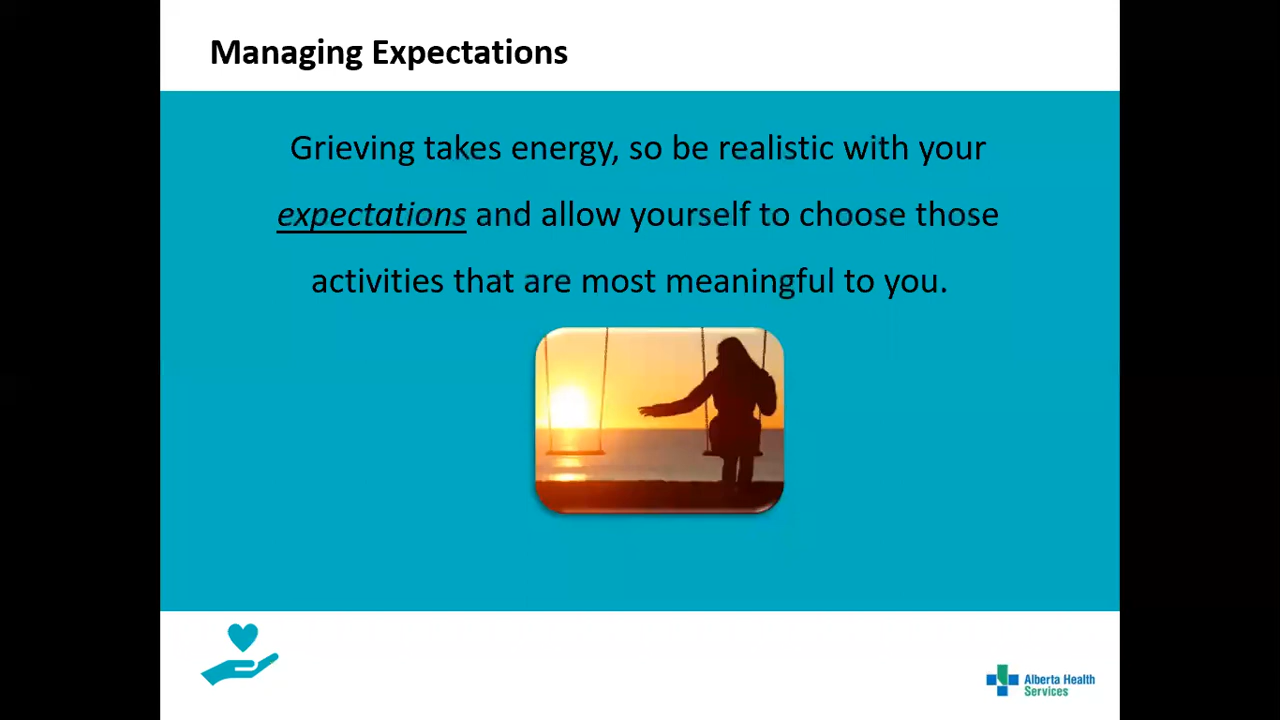 Managing Expectations
Grieving takes energy, so be realistic with your
expectations and allow yourself to choose those
activities that are most meaningful to you.
Alberta Health
Services